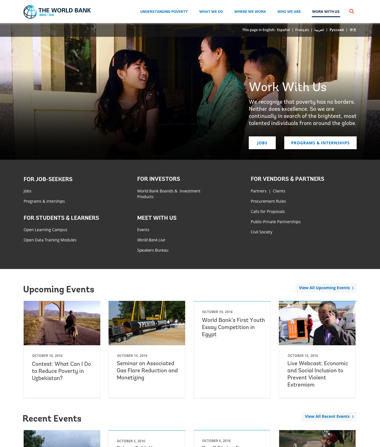 THE WORLD BANK
IBRD • IDA
UNDERSTANDING POVERTY
WHAT WE DO
WHERE WE WORK
WHO WE ARE
WORK WITH US
This page in English: Español | Français | العربية | Русский | 中文
Work With Us
We recognize that poverty has no borders.
Neither does excellence. So we are
continually in search of the brightest, most
talented individuals from around the globe.
JOBS
PROGRAMS & INTERNSHIPS
FOR JOB-SEEKERS
Jobs
Programs & Interships
FOR STUDENTS & LEARNERS
Open Learning Campus
Open Data Training Modules
FOR INVESTORS
World Bank Boands & Investment
Products
MEET WITH US
Events
World Bank Live
Speakers Bureau
FOR VENDORS & PARTNERS
Partners | Clients
Procurement Rules
Calls for Proposals
Public-Private Partnerships
Civil Society
Upcoming Events
View All Upcoming Events
OCTOBER 10, 2016
Contest: What Can I Do
to Reduce Poverty in
Uzbekistan?
OCTOBER 10, 2016
Seminar on Associated
Gas Flare Reduction and
Monetizing
OCTOBER 10, 2016
World Bank's First Youth
Essay Competition in
Egypt
OCTOBER 10, 2016
Live Webcast: Economic
and Social Inclusion to
Prevent Violent
Extremism
Recent Events
View All Recent Events
OCTOBER 6, 2016
OCTOBER 6, 2016